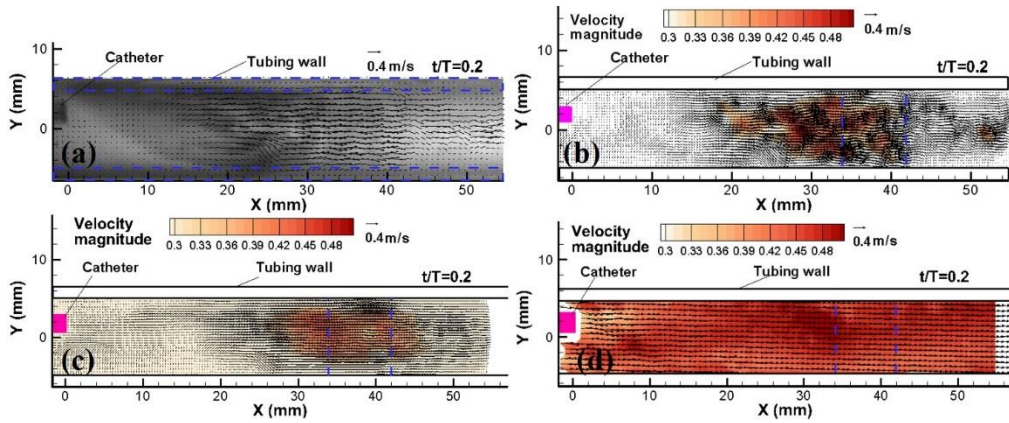 10
Catheter
Tubing wall
0.4 m/s
t/T=0.2
Y (mm)
0
(a)
0 10 20 30 40 50
X (mm)
Velocity
magnitude
0.3 0.33 0.36 0.39 0.42 0.45 0.48
0.4 m/s
10
Catheter
Tubing wall
t/T=0.2
Y (mm)
0
(b)
0 10 20 30 40 50
X (mm)
Velocity
magnitude
0.3 0.33 0.36 0.39 0.42 0.45 0.48
0.4 m/s
10
Catheter
Tubing wall
t/T=0.2
Y (mm)
0
(c)
0 10 20 30 40 50
X (mm)
Velocity
magnitude
0.3 0.33 0.36 0.39 0.42 0.45 0.48
0.4 m/s
10
Catheter
Tubing wall
t/T=0.2
Y (mm)
0
(d)
0 10 20 30 40 50
X (mm)